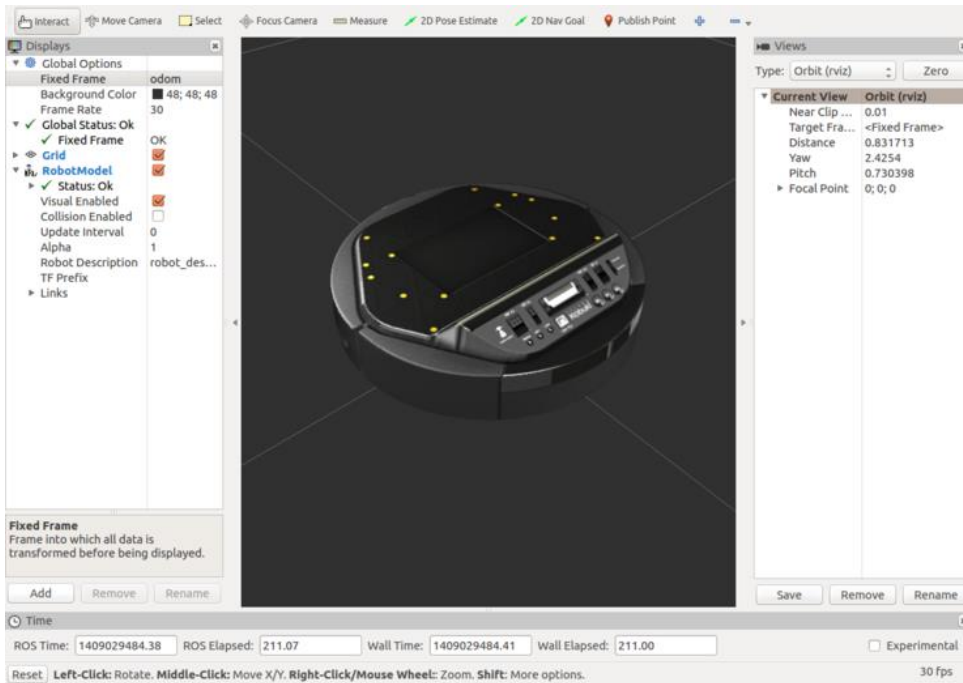 Interact Move Camera Select Focus Camera Measure 2D Pose Estimate 2D Nav Goal Publish Point
Displays
Global Options
Fixed Frame odom
Background Color 48; 48; 48
Frame Rate 30
Global Status: Ok
Fixed Frame OK
Grid
RobotModel
Status: Ok
Visual Enabled
Collision Enabled
Update Interval 0
Alpha 1
Robot Description robot_des...
TF Prefix
Links
Fixed Frame
Frame into which all data is
transformed before being displayed.
Add Remove Rename
KOBUKI
Views
Type: Orbit (rviz) Zero
Current View Orbit (rviz)
Near Clip ... 0.01
Target Fra... <Fixed Frame>
Distance 0.831713
Yaw 2.4254
Pitch 0.730398
Focal Point 0; 0; 0
Save Remove Rename
Time
ROS Time: 1409029484.38 ROS Elapsed: 211.07 Wall Time: 1409029484.41 Wall Elapsed: 211.00 Experimental
Reset Left-Click: Rotate. Middle-Click: Move X/Y. Right-Click/Mouse Wheel:: Zoom. Shift: More options. 30 fps